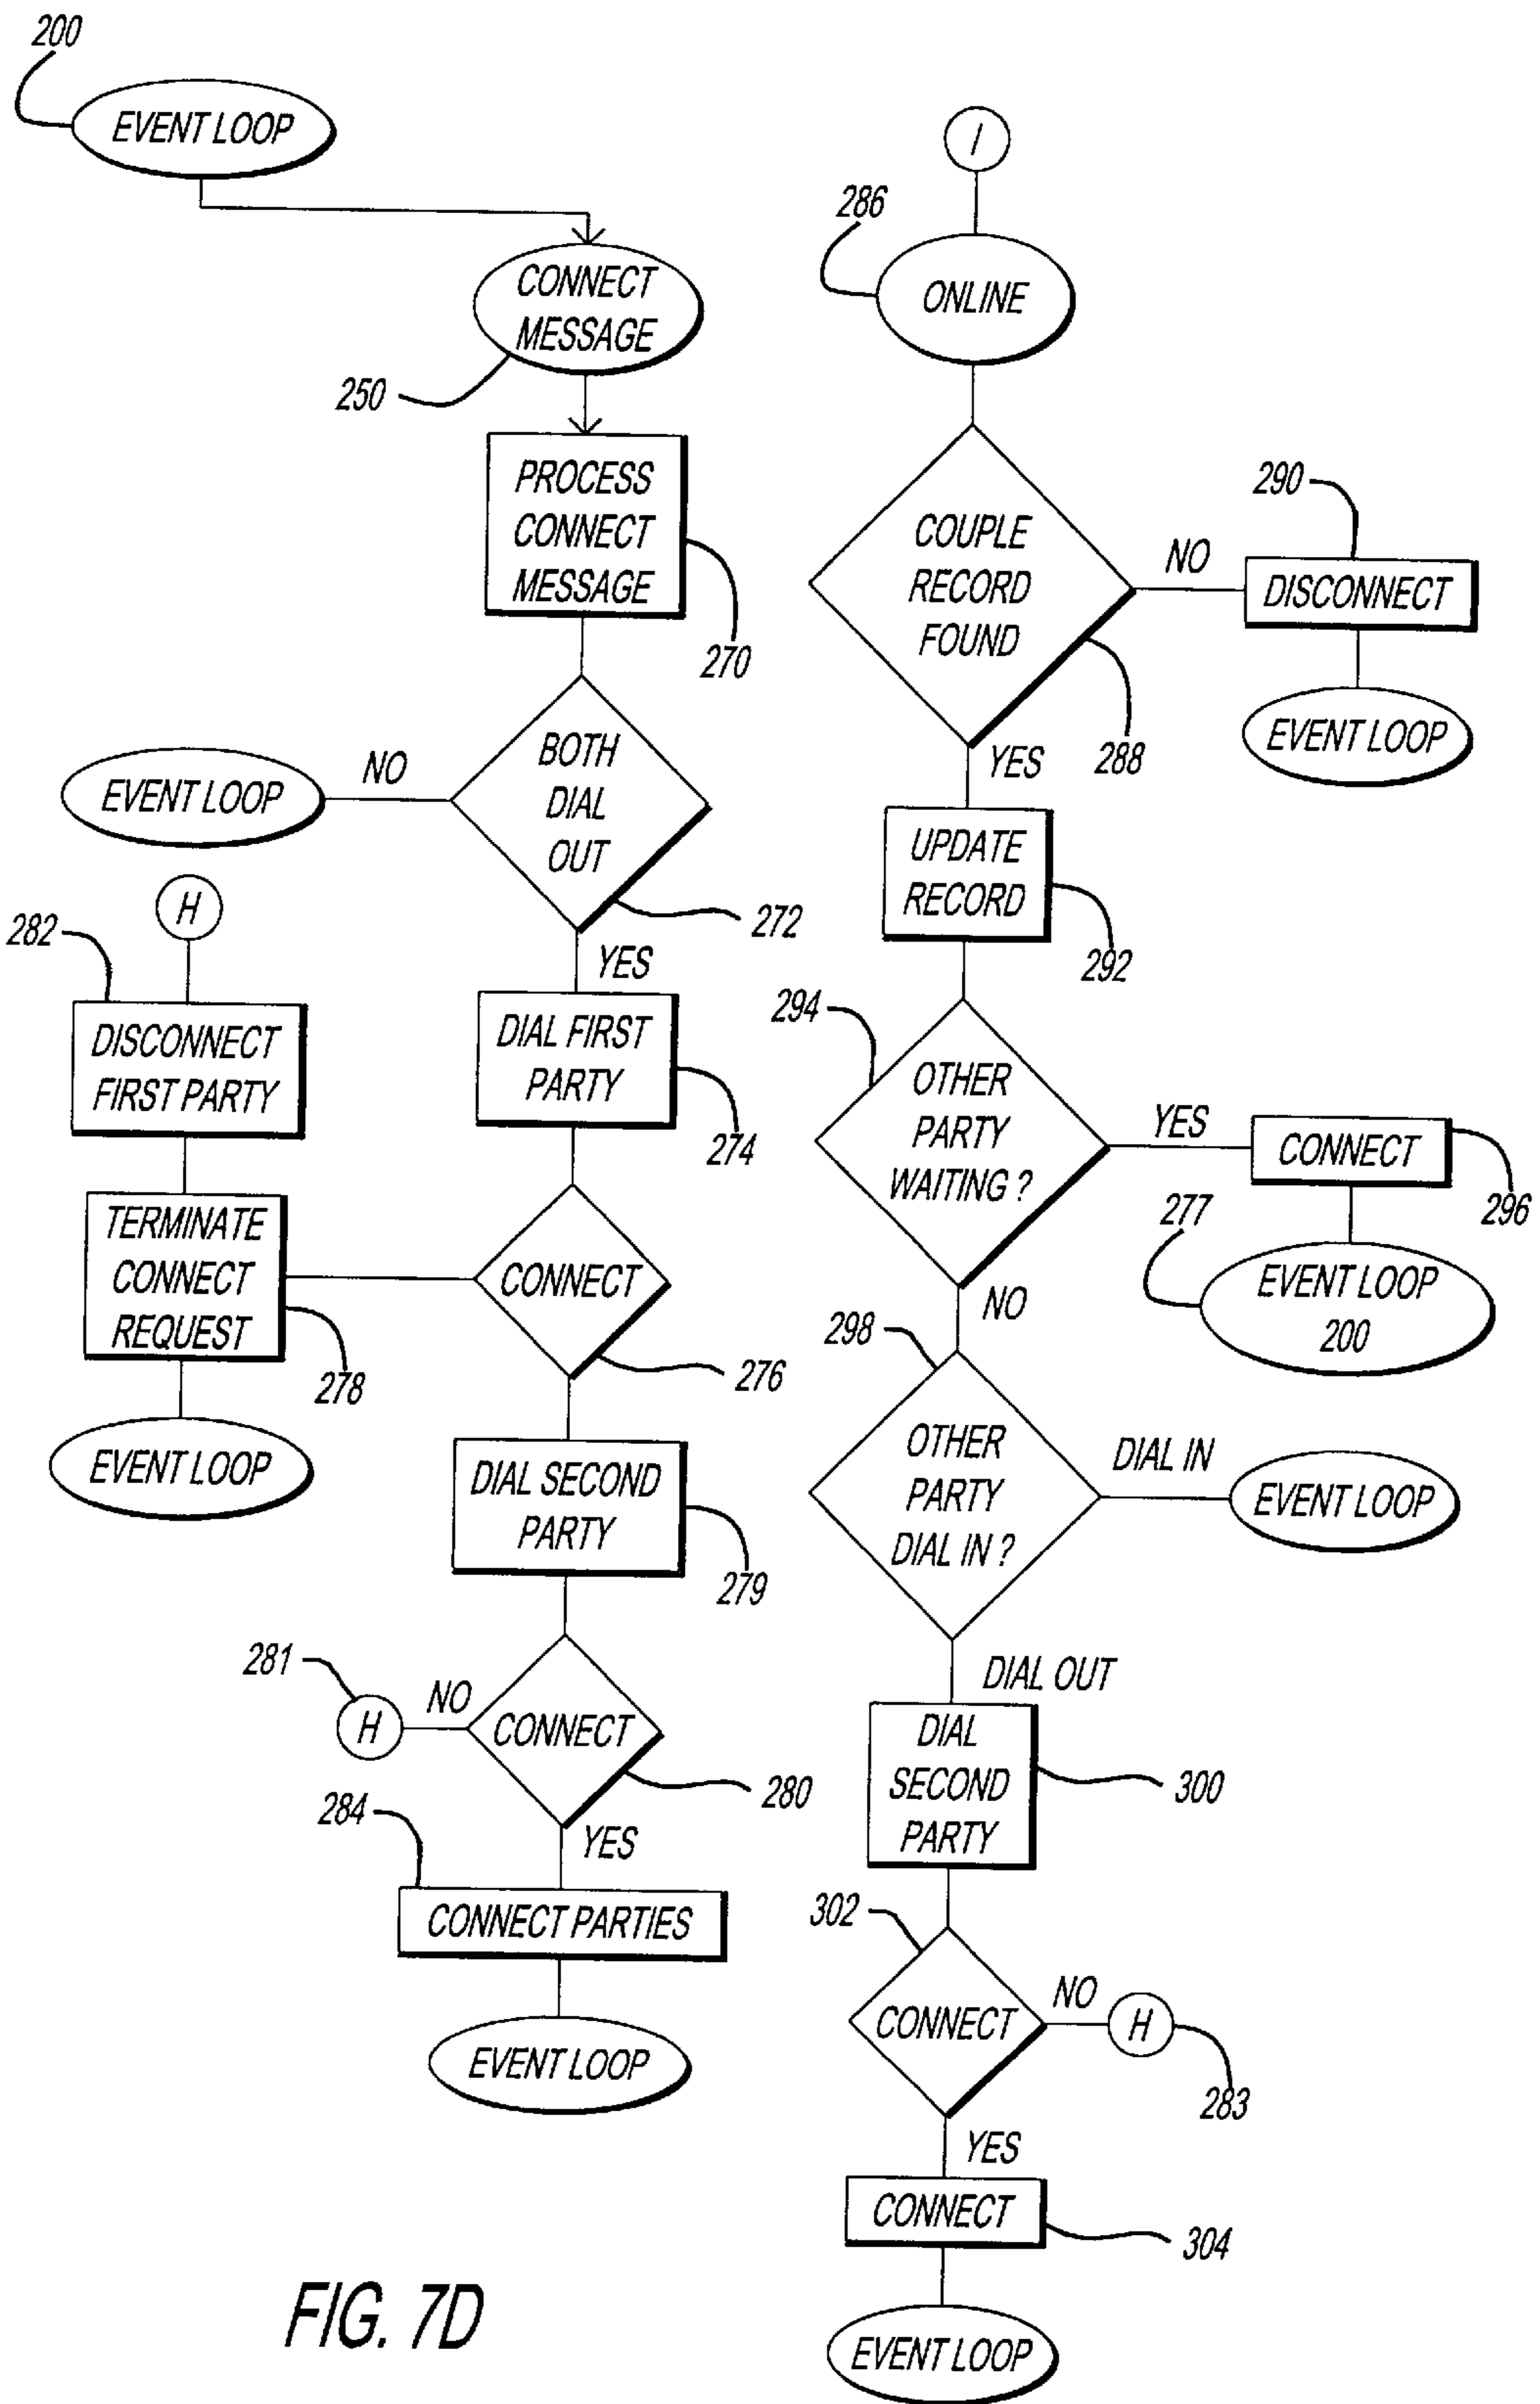 200
EVENT LOOP
CONNECT
MESSAGE
250
PROCESS
CONNECT
MESSAGE
270
BOTH
DIAL
OUT
272
NO
EVENT LOOP
YES
DIAL FIRST
PARTY
274
H
282
DISCONNECT
FIRST PARTY
TERMINATE
CONNECT
REQUEST
278
EVENT LOOP
CONNECT
276
DIAL SECOND
PARTY
279
281
H
NO
CONNECT
280
YES
284
CONNECT PARTIES
EVENT LOOP
I
286
ONLINE
COUPLE
RECORD
FOUND
288
NO
290
DISCONNECT
EVENT LOOP
YES
UPDATE
RECORD
292
294
OTHER
PARTY
WAITING ?
YES
CONNECT
296
277
EVENT LOOP
200
NO
298
OTHER
PARTY
DIAL IN ?
DIAL IN
EVENT LOOP
DIAL OUT
DIAL
SECOND
PARTY
300
302
CONNECT
NO
H
283
YES
CONNECT
304
EVENT LOOP
FIG. 7D